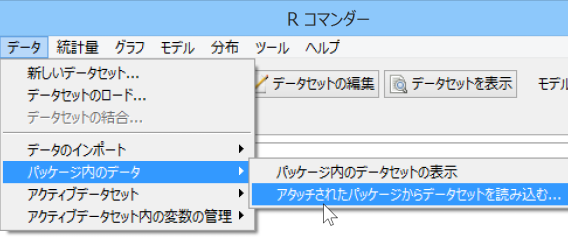 R コマンダー
データ 統計量 グラフ モデル 分布 ツール ヘルプ
新しいデータセット...
データセットの編集 データセットを表示 モデル
データセットのロード...
データセットの結合...
データのインポート
パッケージ内のデータ
パッケージ内のデータセットの表示
アクティブデータセット
アタッチされたパッケージからデータセットを読み込む...
アクティブデータセット内の変数の管理